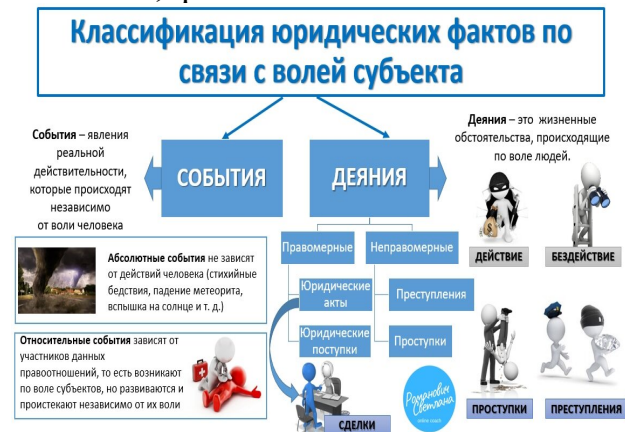 Классификация юридических фактов по
связи с волей субъекта
События – явления
реальной
действительности,
которые происходят
независимо
от воли человека
СОБЫТИЯ
ДЕЯНИЯ
Деяния – это жизненные
обстоятельства, происходящие
по воле людей.
Абсолютные события не зависят
от действий человека (стихийные
бедствия, падение метеорита,
вспышка на солнце и т. д.)
Относительные события зависят от
участников данных
правоотношений, то есть возникают
по воле субъектов, но развиваются и
проистекают независимо от их воли
Правомерные
Неправомерные
Юридические
акты
Преступления
Юридические
поступки
Проступки
ДЕЙСТВИЕ
БЕЗДЕЙСТВИЕ
СДЕЛКИ
Романович
Светлана
ПРОСТУПКИ
ПРЕСТУПЛЕНИЯ